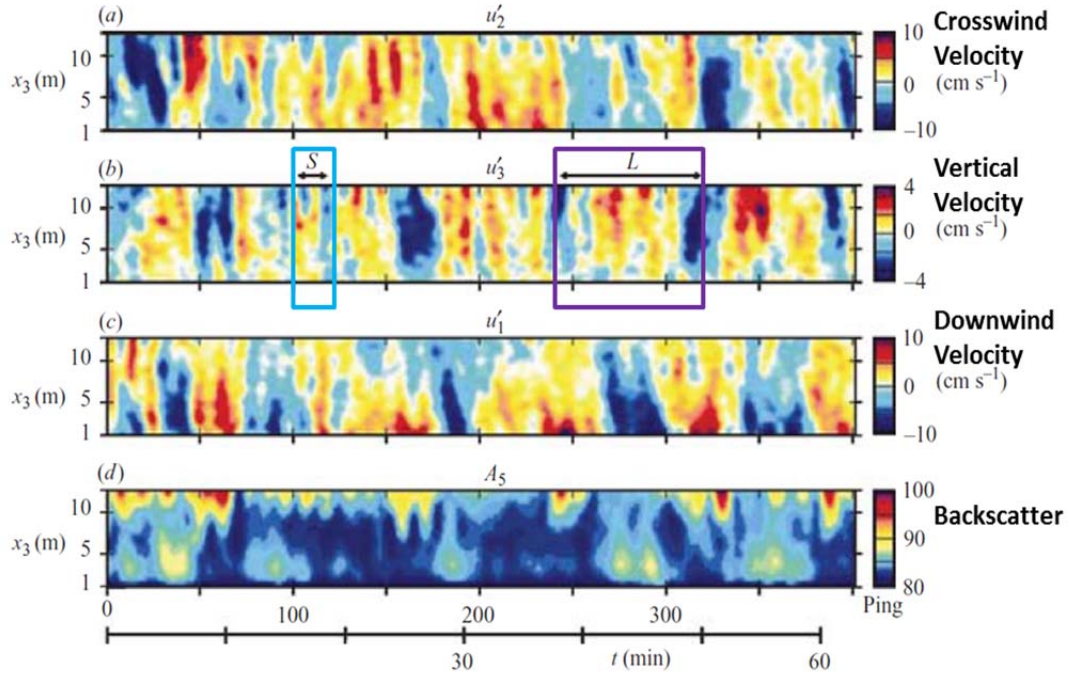 (a) u′2 10 Crosswind
10 Velocity
x3 (m) 0 (cm s−1)
5
1 −10
(b) S u′3 L Vertical
4 Velocity
10
x3 (m) 0 (cm s−1)
5
1 −4
(c) u′1 Downwind
10 Velocity
10
x3 (m) 0 (cm s−1)
5
1 −10
(d) A5 100
10 Backscatter
x3 (m) 90
5
1 80
0 100 200 300 Ping
30 t (min) 60